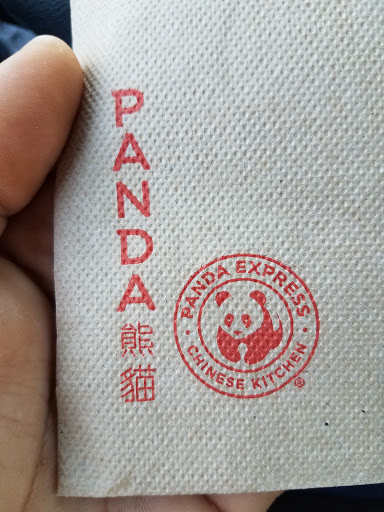 PANDA
熊貓
PANDA EXPRESS
CHINESE KITCHEN
®